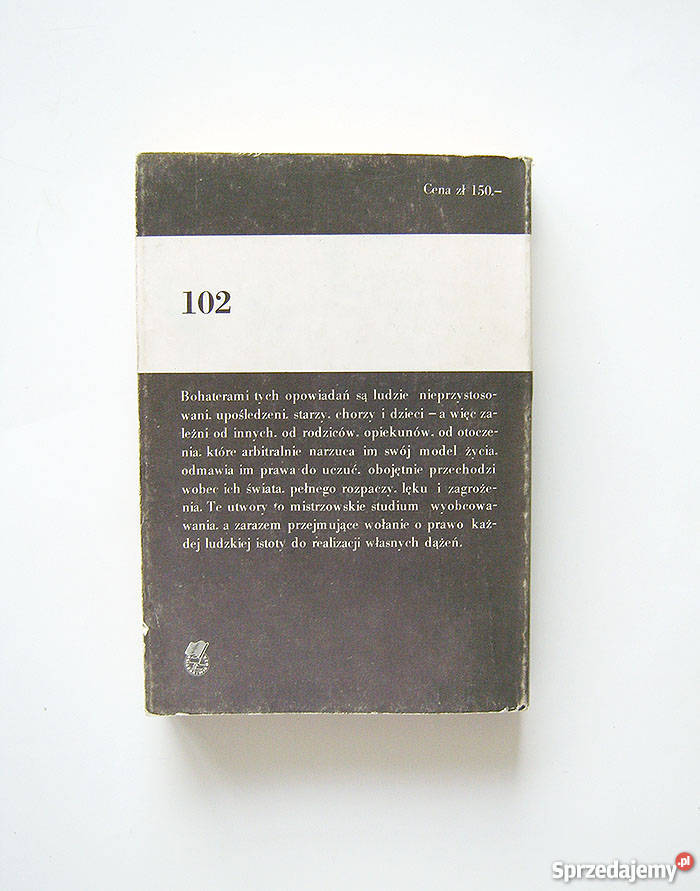 Cena zł 150.–
102
Bohaterami tych opowiadań są ludzie nieprzystoso-
wani, upośledzeni, starzy, chorzy i dzieci – a więc za-
leżni od innych, od rodziców, opiekunów, od otocze-
nia, które arbitralnie narzuca im swój model życia,
odmawia im prawa do uczuć, obojętnie przechodzi
wobec ich świata, pełnego rozpaczy, lęku i zagroże-
nia. Te utwory to mistrzowskie studium wyobcowa-
wania, a zarazem przejmujące wołanie o prawo każ-
dej ludzkiej istoty do realizacji własnych dążeń.
Sprzedajemy.pl